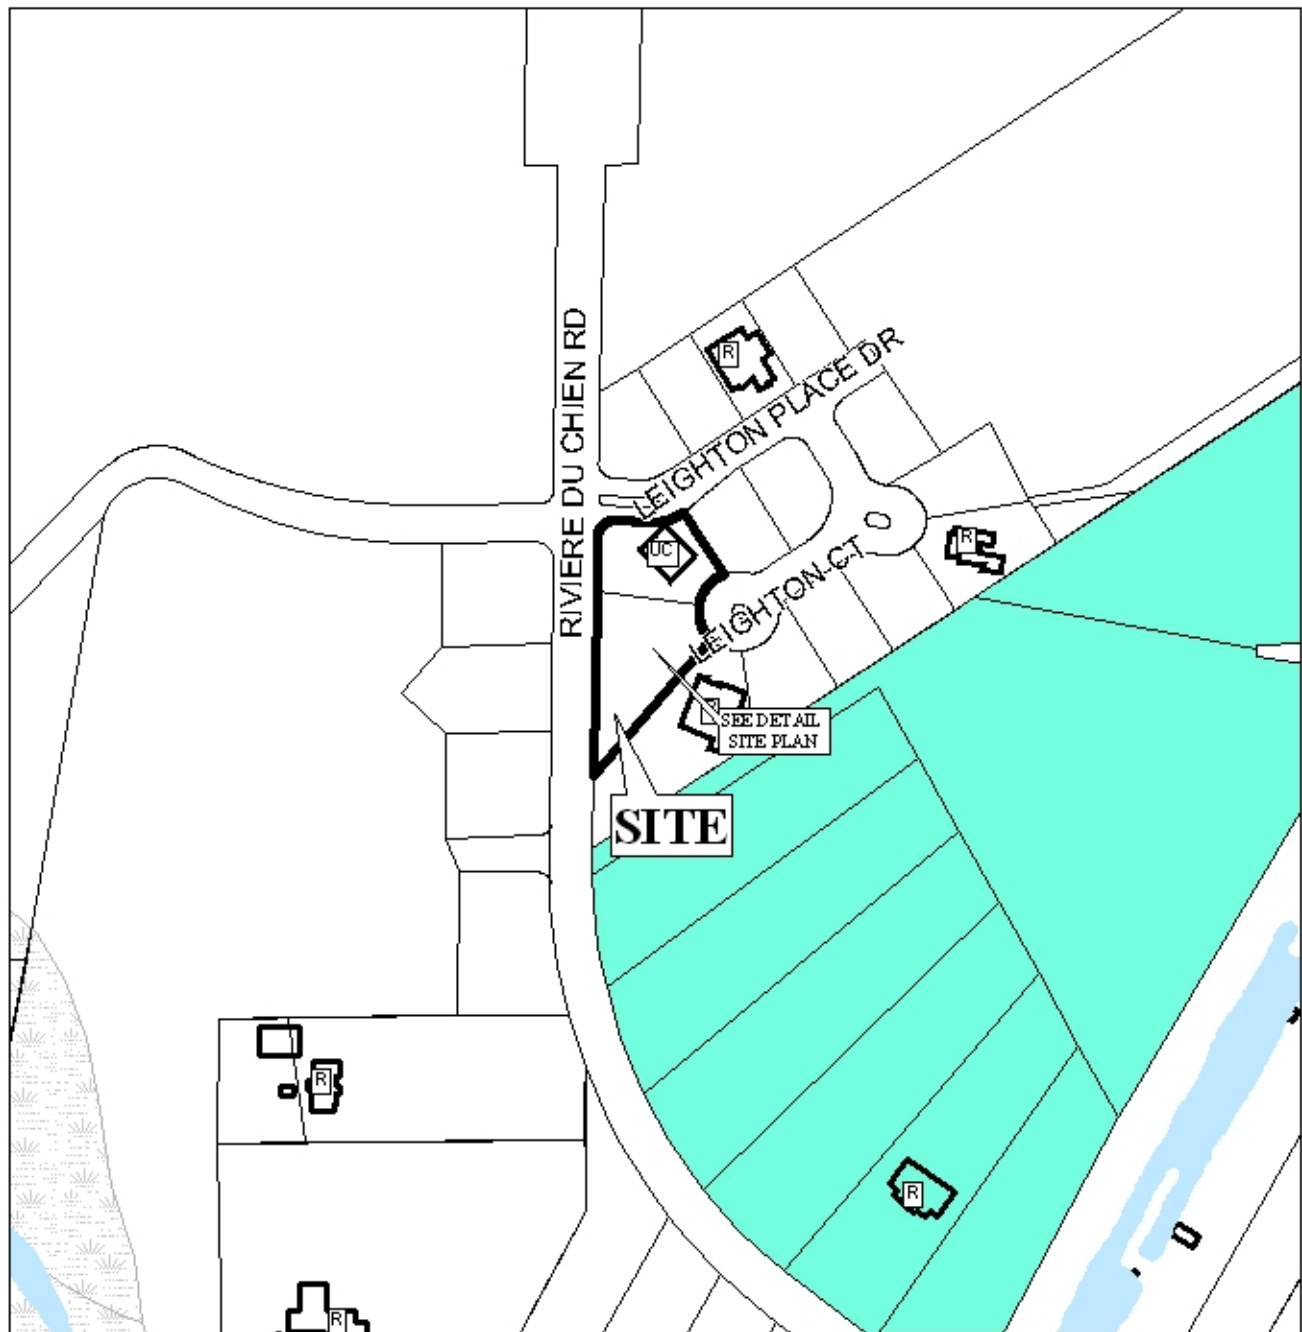 R
LEIGHTON PLACE DR
RIVIERE DU CHIEN RD
UC
R
LEIGHTON CT
R
SEE DETAIL
SITE PLAN
SITE
R
R
R